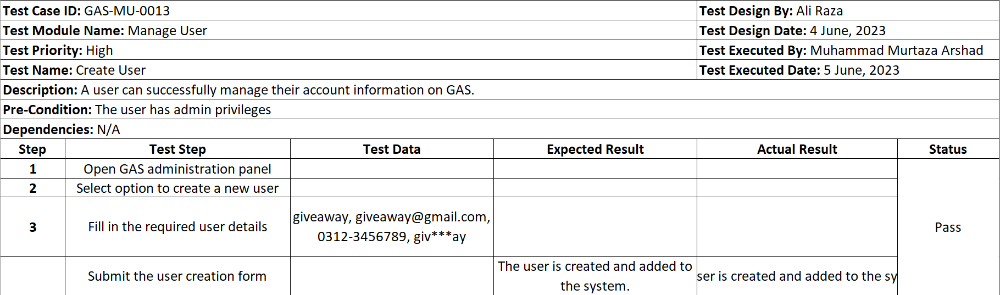 Test Case ID: GAS-MU-0013 Test Design By: Ali Raza
Test Module Name: Manage User Test Design Date: 4 June, 2023
Test Priority: High Test Executed By: Muhammad Murtaza Arshad
Test Name: Create User Test Executed Date: 5 June, 2023
Description: A user can successfully manage their account information on GAS.
Pre-Condition: The user has admin privileges
Dependencies: N/A
Step Test Step Test Data Expected Result Actual Result Status
1 Open GAS administration panel
2 Select option to create a new user
3 Fill in the required user details
giveaway, giveaway@gmail.com,
0312-3456789, giv***ay
Pass
Submit the user creation form
The user is created and added to
the system.
ser is created and added to the sy